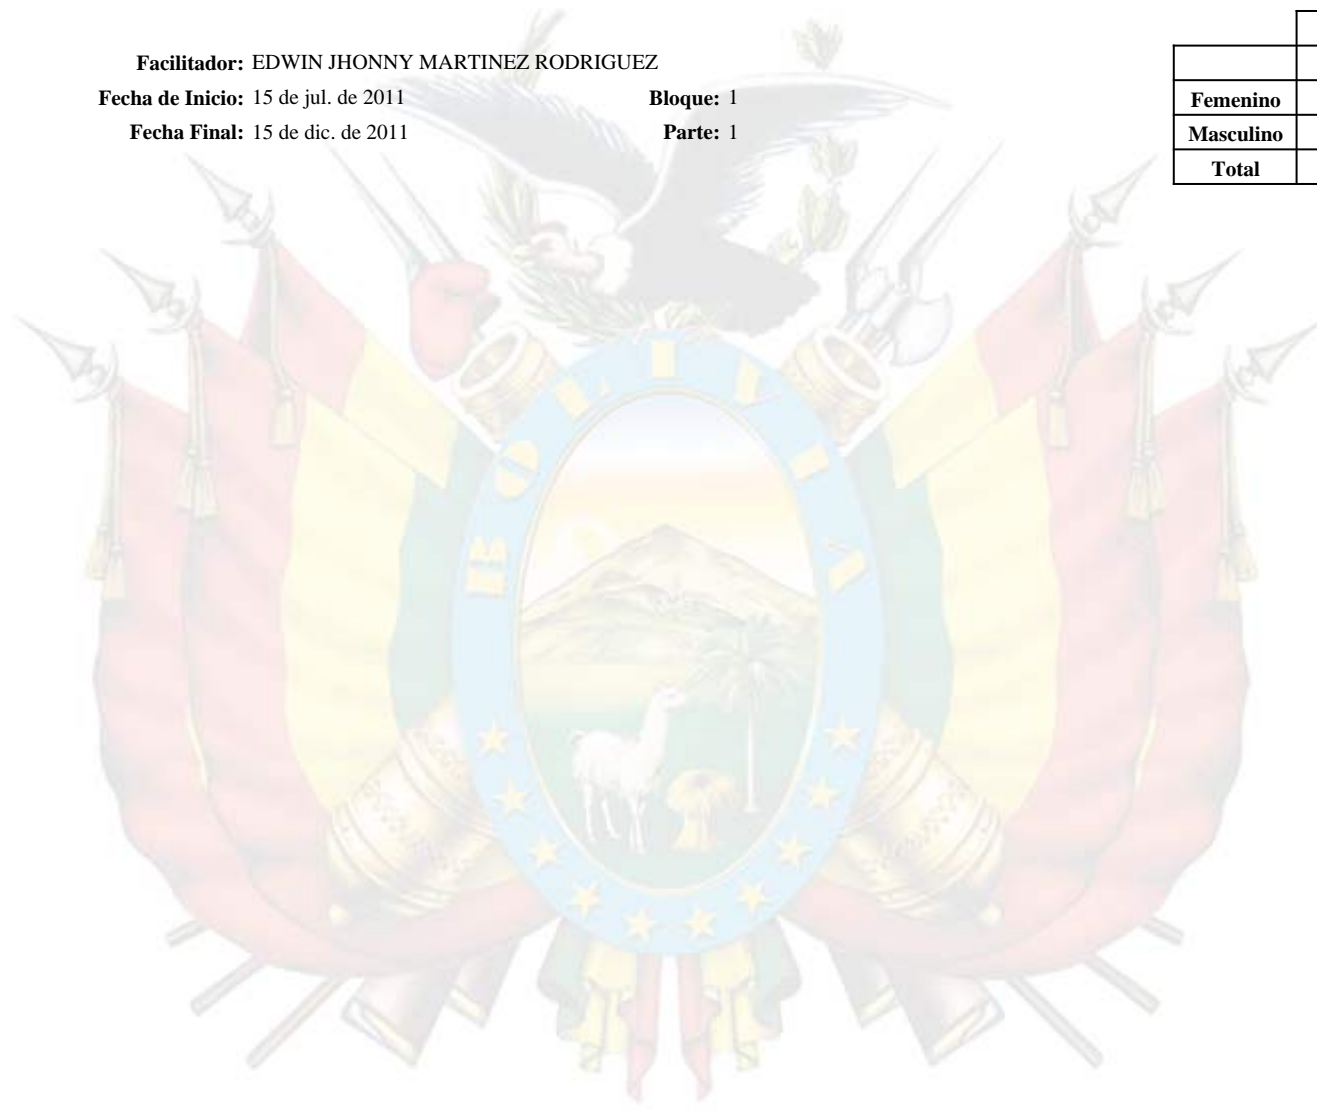 Facilitador: EDWIN JHONNY MARTINEZ RODRIGUEZ
Fecha de Inicio: 15 de jul. de 2011 Bloque: 1
Fecha Final: 15 de dic. de 2011 Parte: 1
Femenino
Masculino
Total
BOLIVIA